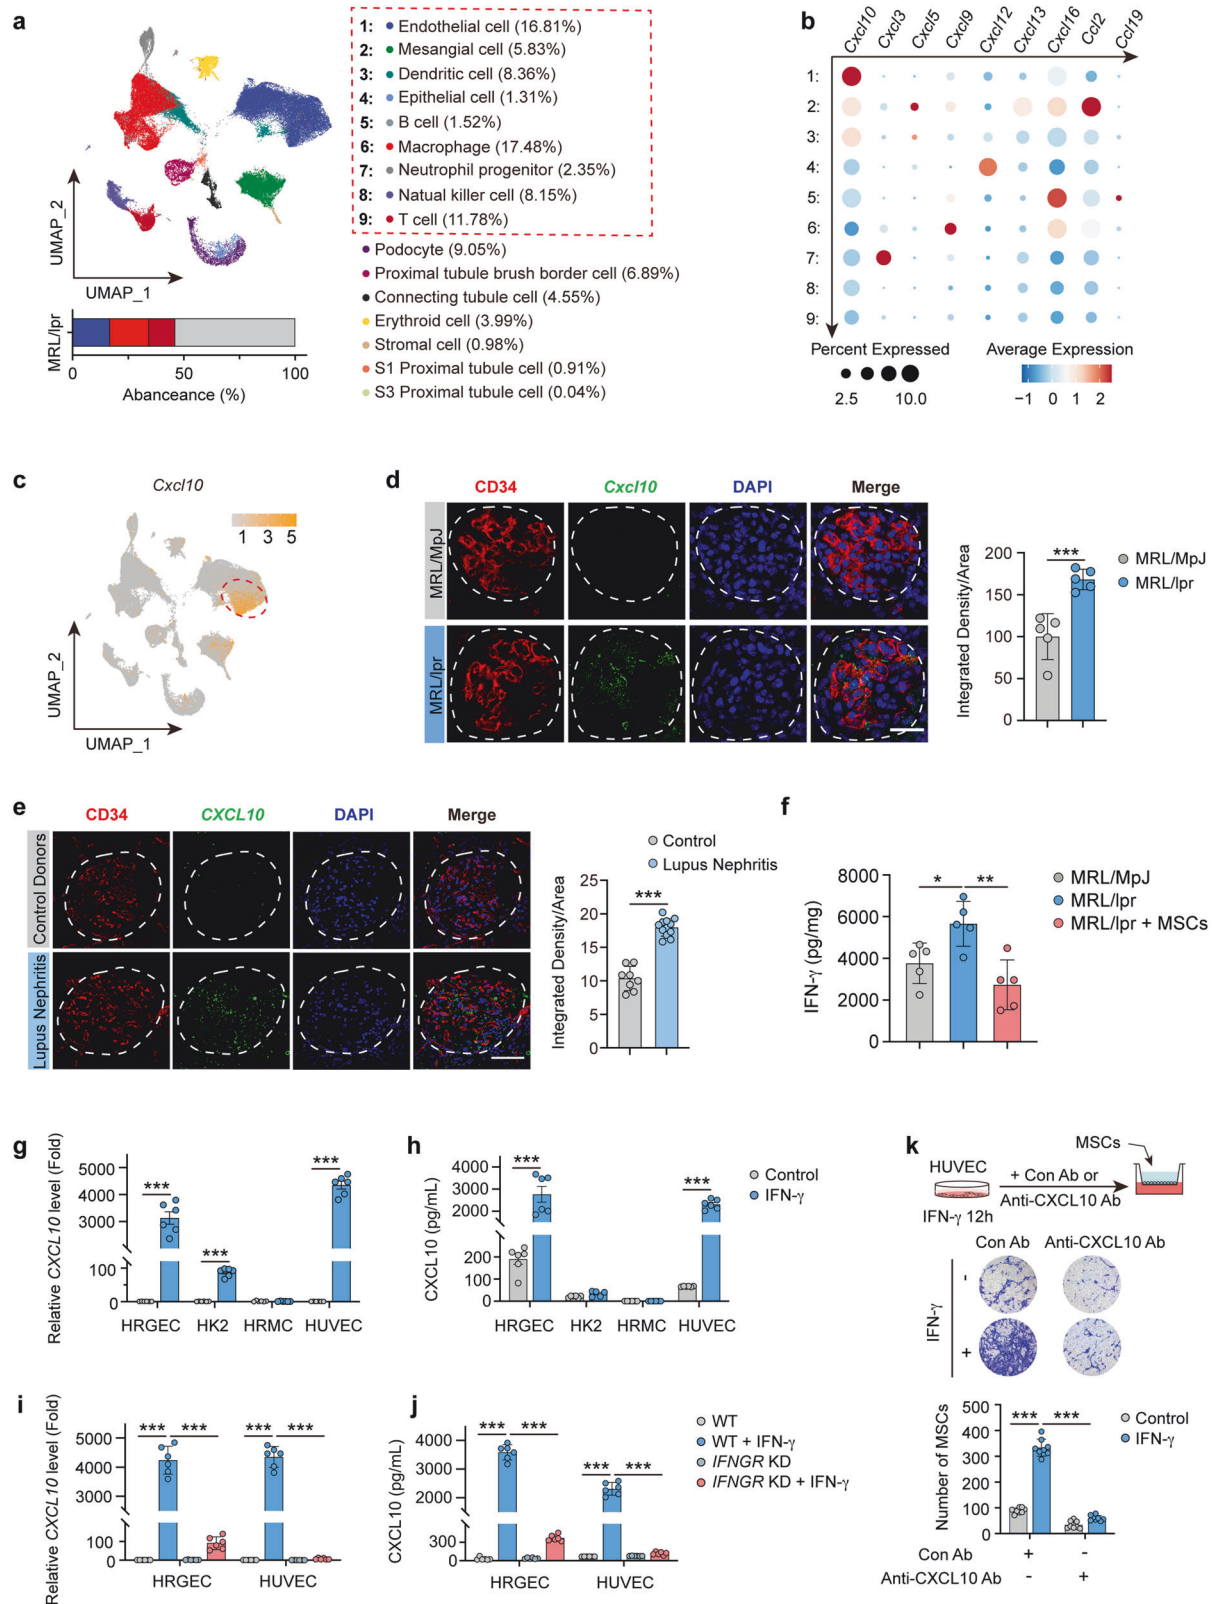 a
1: Endothelial cell (16.81%)
2: Mesangial cell (5.83%)
3: Dendritic cell (8.36%)
4: Epithelial cell (1.31%)
5: B cell (1.52%)
6: Macrophage (17.48%)
7: Neutrophil progenitor (2.35%)
8: Natual killer cell (8.15%)
9: T cell (11.78%)
Podocyte (9.05%)
Proximal tubule brush border cell (6.89%)
Connecting tubule cell (4.55%)
Erythroid cell (3.99%)
Stromal cell (0.98%)
S1 Proximal tubule cell (0.91%)
S3 Proximal tubule cell (0.04%)
UMAP_2
UMAP_1
MRL/lpr
0 50 100
Abanceance (%)
b
Cxcl10 Cxcl3 Cxcl5 Cxcl9 Cxcl12 Cxcl13 Cxcl16 Ccl2 Ccl19
1:
2:
3:
4:
5:
6:
7:
8:
9:
Percent Expressed
2.5 10.0
Average Expression
−1 0 1 2
c
Cxcl10
1 3 5
UMAP_2
UMAP_1
d
CD34 Cxcl10 DAPI Merge
MRL/MpJ
MRL/lpr
Integrated Density/Area
200
150
100
50
0
***
MRL/MpJ
MRL/lpr
e
CD34 CXCL10 DAPI Merge
Control Donors
Lupus Nephritis
Control
Lupus Nephritis
Integrated Density/Area
25
20
15
10
5
0
***
f
IFN-γ (pg/mg)
8000
6000
4000
2000
0
* **
MRL/MpJ
MRL/lpr
MRL/lpr + MSCs
g
Relative CXCL10 level (Fold)
5000
4000
3000
100
0
*** *** ***
HRGEC HK2 HRMC HUVEC
h
CXCL10 (pg/mL)
4000
3000
2000
200
100
0
*** ***
HRGEC HK2 HRMC HUVEC
Control
IFN-γ
i
Relative CXCL10 level (Fold)
5000
4000
3000
100
0
*** *** *** ***
HRGEC HUVEC
j
CXCL10 (pg/mL)
4000
3000
2000
300
0
*** *** *** ***
HRGEC HUVEC
WT
WT + IFN-γ
IFNGR KD
IFNGR KD + IFN-γ
k
MSCs
HUVEC
+ Con Ab or
Anti-CXCL10 Ab
IFN-γ 12h
Con Ab Anti-CXCL10 Ab
IFN-γ
-
+
Number of MSCs
500
400
300
200
100
0
*** ***
Control
IFN-γ
Con Ab + -
Anti-CXCL10 Ab - +